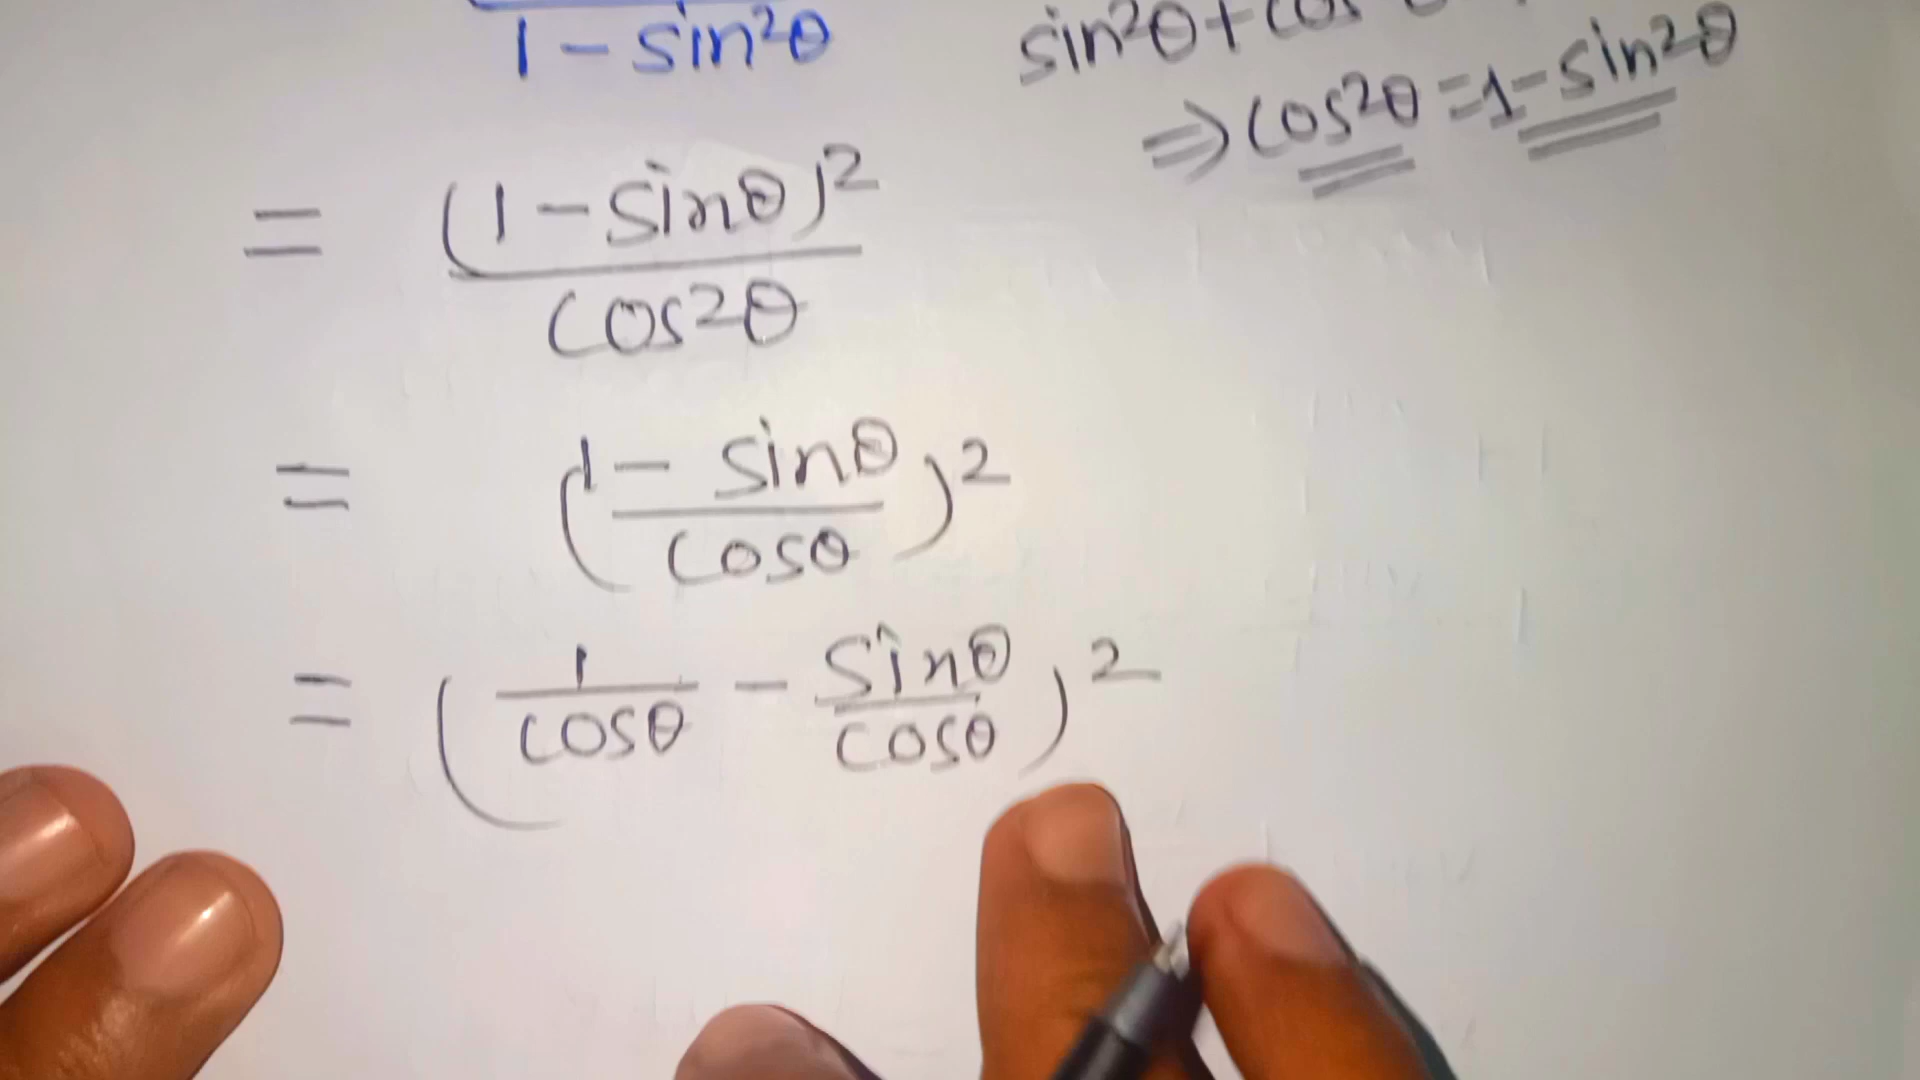 1 - sin²θ
sin²θ + cos
⇒ cos²θ = 1 - sin²θ
= (1 - sinθ)² / cos²θ
= (1 - sinθ / cosθ)²
= (1/cosθ - sinθ/cosθ)²